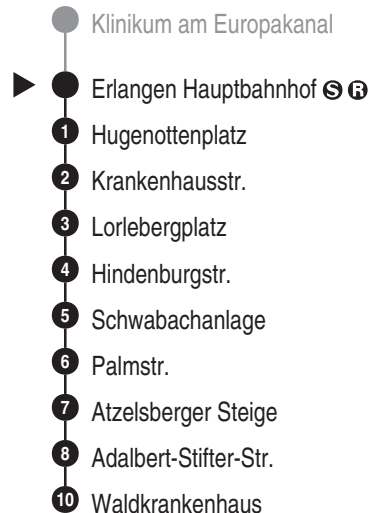 Klinikum am Europakanal
Erlangen Hauptbahnhof S R
1 Hugenottenplatz
2 Krankenhausstr.
3 Lorlebergplatz
4 Hindenburgstr.
5 Schwabachanlage
6 Palmstr.
7 Atzelsberger Steige
8 Adalbert-Stifter-Str.
10 Waldkrankenhaus